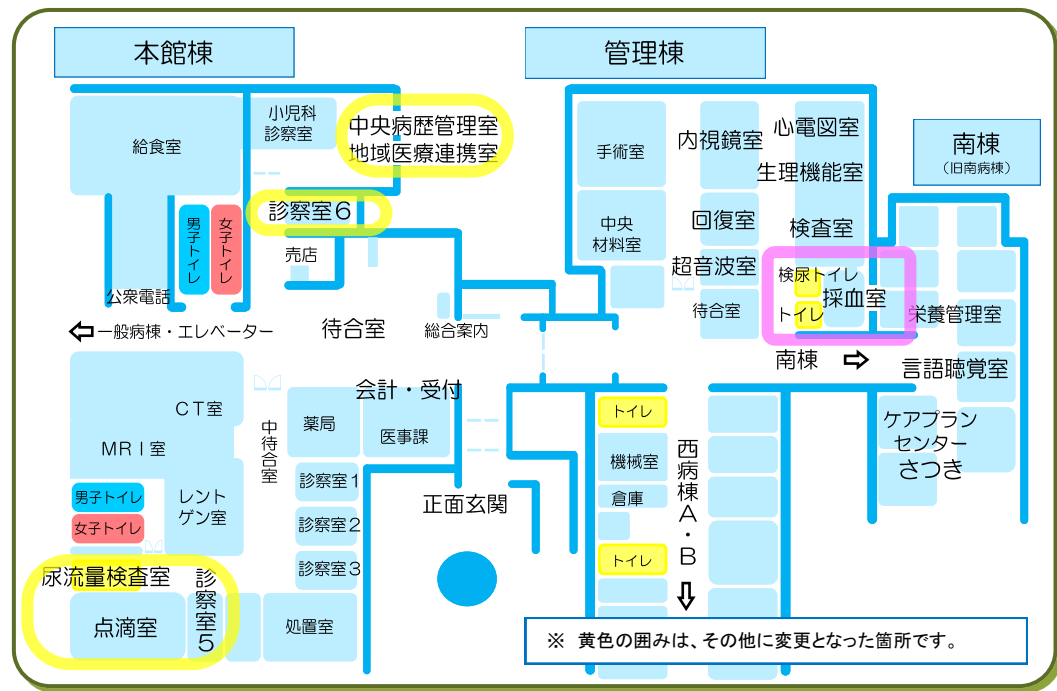 本館棟
管理棟
南棟
(旧南病棟)
給食室
小児科
診察室
中央病歴管理室
地域医療連携室
診察室6
男子トイレ
女子トイレ
売店
公衆電話
一般病棟・エレベーター
待合室
総合案内
会計・受付
CT室
MRI室
中待合室
薬局
医事課
男子トイレ
女子トイレ
レント
ゲン室
診察室1
診察室2
診察室3
正面玄関
尿流量検査室
診察室5
点滴室
処置室
手術室
中央
材料室
内視鏡室
回復室
超音波室
待合室
心電図室
生理機能室
検査室
検尿トイレ
採血室
トイレ
南棟
栄養管理室
言語聴覚室
ケアプラン
センター
さつき
トイレ
機械室
倉庫
トイレ
西病棟A・B
※ 黄色の囲みは、その他に変更となった箇所です。